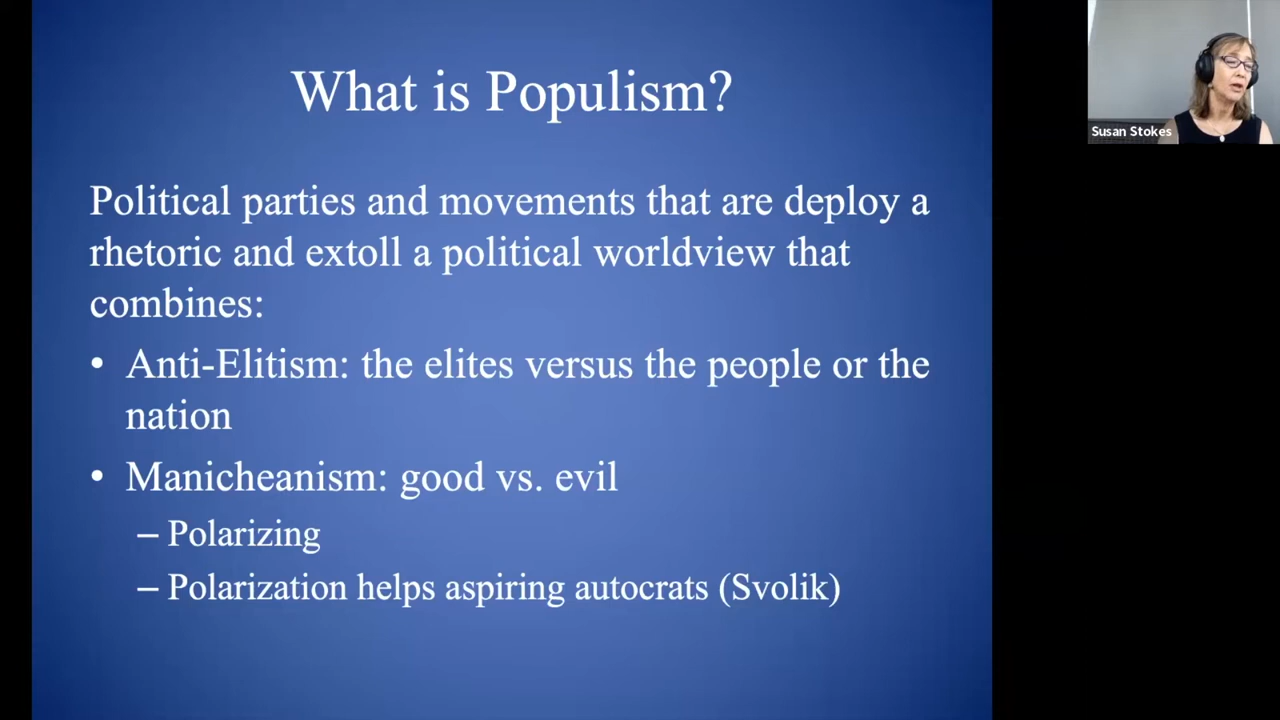 What is Populism?
Political parties and movements that are deploy a
rhetoric and extoll a political worldview that
combines:
• Anti-Elitism: the elites versus the people or the
nation
• Manicheanism: good vs. evil
– Polarizing
– Polarization helps aspiring autocrats (Svolik)
Susan Stokes